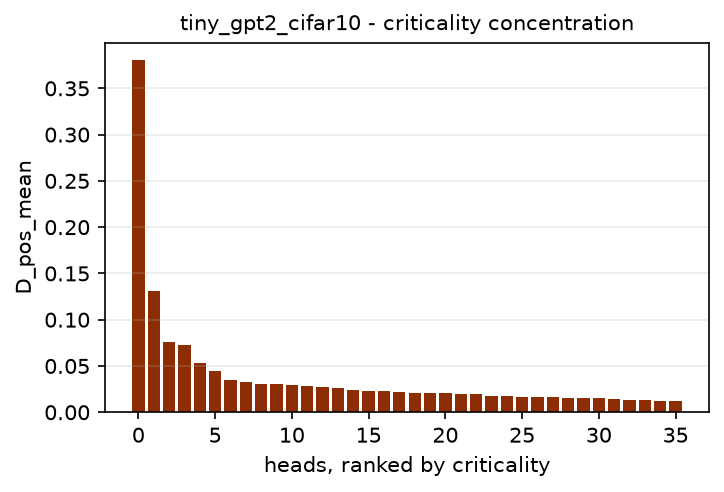 tiny_gpt2_cifar10 - criticality concentration
D_pos_mean
0.35
0.30
0.25
0.20
0.15
0.10
0.05
0.00
0 5 10 15 20 25 30 35
heads, ranked by criticality